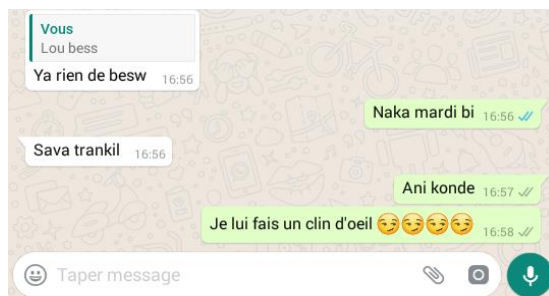 Vous
Lou bess
Ya rien de besw 16:56
Naka mardi bi 16:56
Sava trankil 16:56
Ani konde 16:57
Je lui fais un clin d'oeil 😏😏😏😏 16:58
Taper message